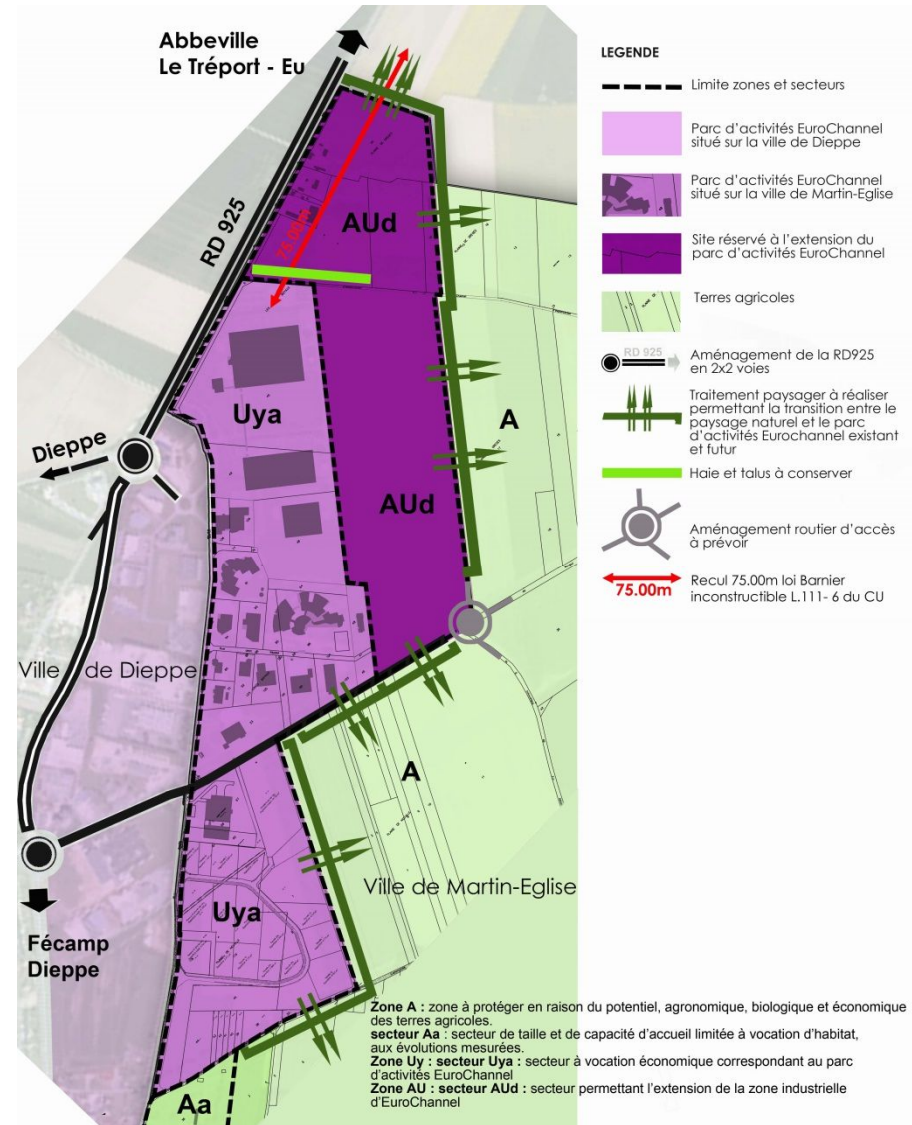 Abbeville
Le Tréport - Eu
RD 925
75.00m
AUd
Uya
A
Dieppe
AUd
Ville de Dieppe
A
Ville de Martin-Eglise
Uya
Fécamp
Dieppe
Aa
LEGENDE
Limite zones et secteurs
Parc d'activités EuroChannel
situé sur la ville de Dieppe
Parc d'activités EuroChannel
situé sur la ville de Martin-Eglise
Site réservé à l'extension du
parc d'activités EuroChannel
Terres agricoles
RD 925
Aménagement de la RD925
en 2x2 voies
Traitement paysager à réaliser
permettant la transition entre le
paysage naturel et le parc
d'activités Eurochannel existant
et futur
Haie et talus à conserver
Aménagement routier d'accès
à prévoir
75.00m
Recul 75.00m loi Barnier
inconstructible L.111- 6 du CU
Zone A : zone à protéger en raison du potentiel, agronomique, biologique et économique
des terres agricoles.
secteur Aa : secteur de taille et de capacité d'accueil limitée à vocation d'habitat,
aux évolutions mesurées.
Zone Uy : secteur Uya : secteur à vocation économique correspondant au parc
d'activités EuroChannel
Zone AU : secteur AUd : secteur permettant l'extension de la zone industrielle
d'EuroChannel